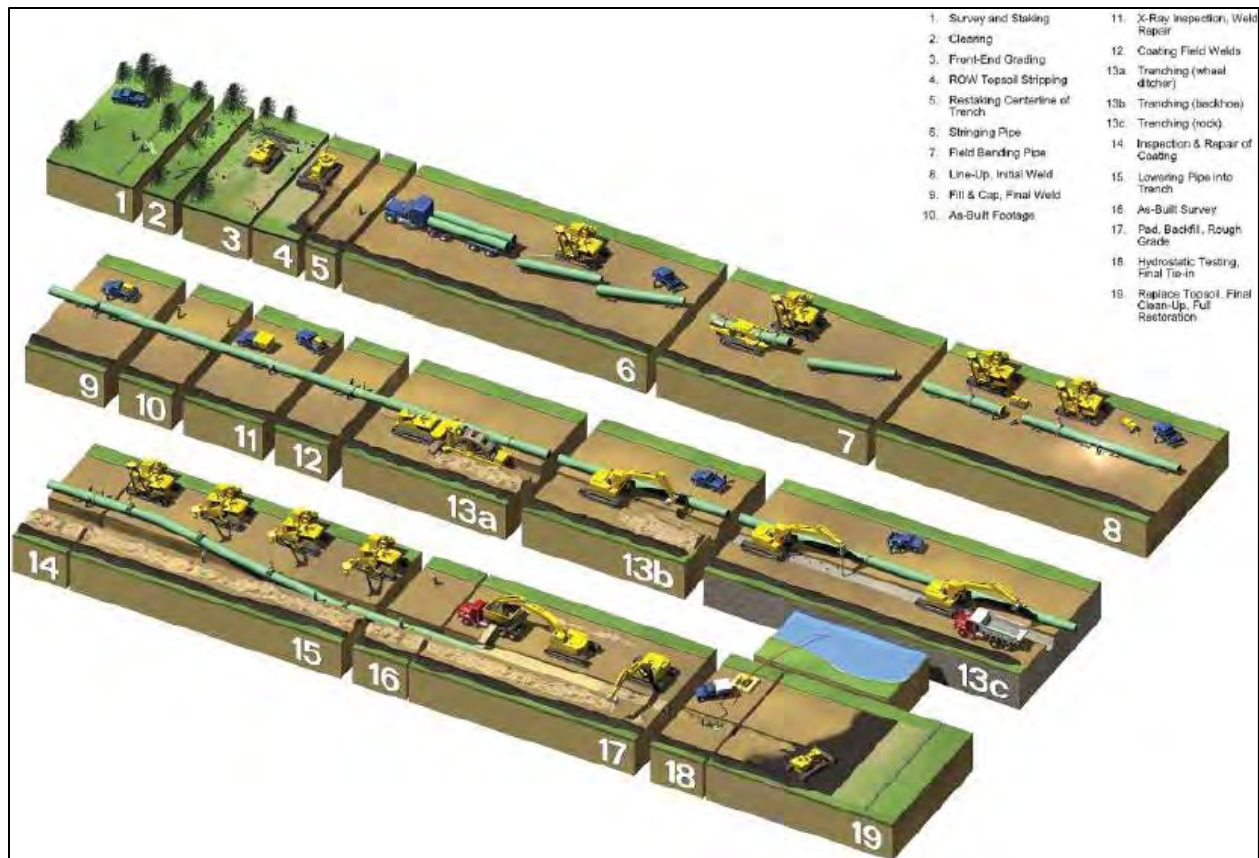 1. Survey and Staking
2. Clearing
3. Front-End Grading
4. ROW Topsoil Stripping
5. Restaking Centerline of
Trench
6. Stringing Pipe
7. Field Bending Pipe
8. Line-Up, Initial Weld
9. Fill & Cap, Final Weld
10. As-Built Footage
11. X-Ray Inspection, Weld
Repair
12. Coating Field Welds
13a. Trenching (wheel
ditcher)
13b. Trenching (backhoe)
13c. Trenching (rock)
14. Inspection & Repair of
Coating
15. Lowering Pipe into
Trench
16. As-Built Survey
17. Pad, Backfill, Rough
Grade
18. Hydrostatic Testing,
Final Tie-in
19. Replace Topsoil, Final
Clean-Up, Full
Restoration
1
2
3
4
5
6
7
8
9
10
11
12
13a
13b
13c
14
15
16
17
18
19